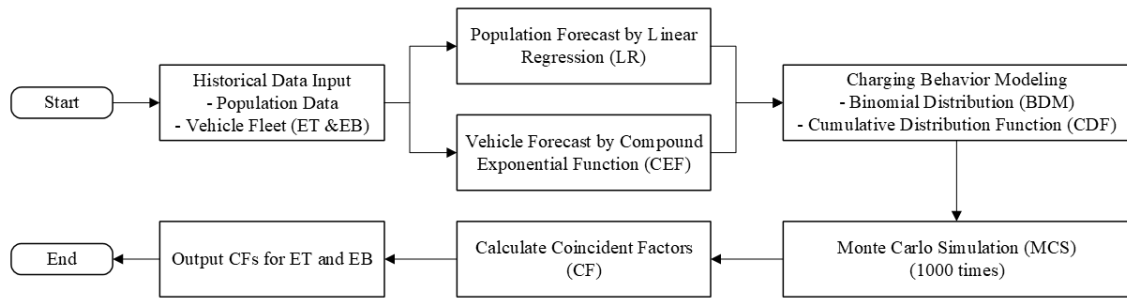 Start
Historical Data Input
- Population Data
- Vehicle Fleet (ET &EB)
Population Forecast by Linear
Regression (LR)
Vehicle Forecast by Compound
Exponential Function (CEF)
Charging Behavior Modeling
- Binomial Distribution (BDM)
- Cumulative Distribution Function (CDF)
Monte Carlo Simulation (MCS)
(1000 times)
Calculate Coincident Factors
(CF)
Output CFs for ET and EB
End